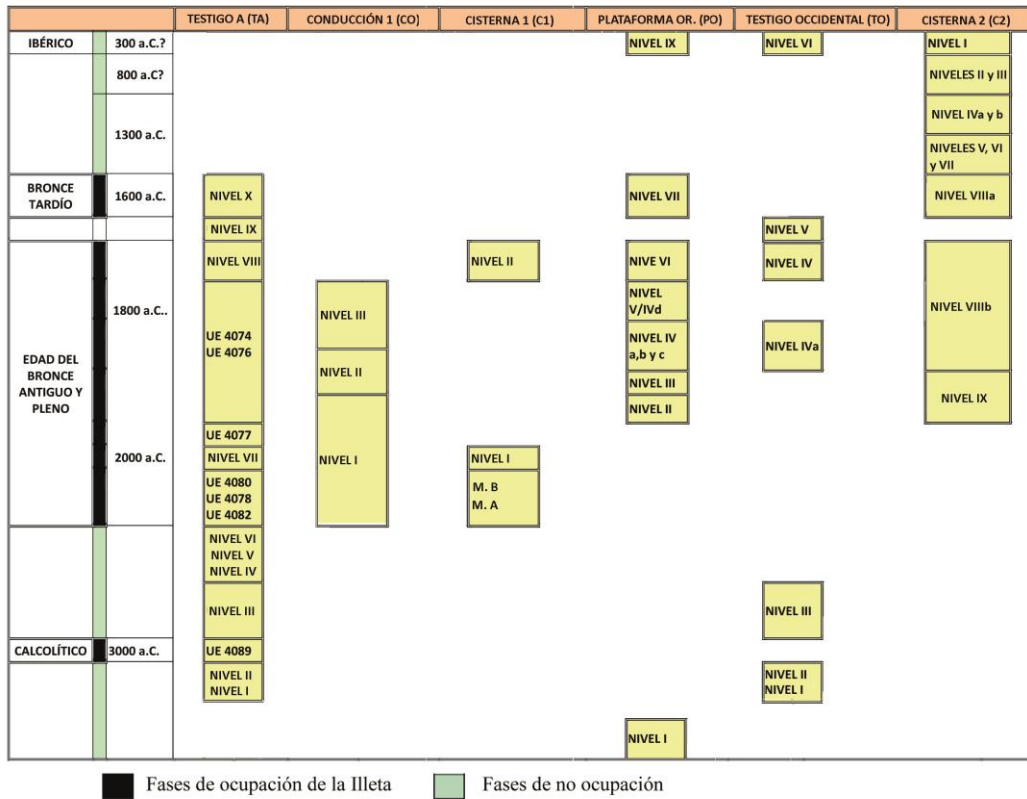 TESTIGO A (TA) CONDUCCIÓN 1 (CO) CISTERNA 1 (C1) PLATAFORMA OR. (PO) TESTIGO OCCIDENTAL (TO) CISTERNA 2 (C2)
IBÉRICO 300 a.C.? NIVEL IX NIVEL VI NIVEL I
800 a.C? NIVELES II y III
1300 a.C. NIVEL IVa y b
NIVELES V, VI
y VII
BRONCE
TARDÍO
1600 a.C. NIVEL X NIVEL VII NIVEL VIIIa
NIVEL IX NIVEL V
EDAD DEL
BRONCE
ANTIGUO Y
PLENO
1800 a.C..
2000 a.C.
NIVEL VIII NIVEL II NIVE VI NIVEL IV NIVEL VIIIb
UE 4074
UE 4076
NIVEL III
NIVEL
V/IVd
NIVEL II
NIVEL IV
a,b y c
NIVEL IVa
NIVEL III NIVEL IX
NIVEL II
UE 4077 NIVEL I
NIVEL VII NIVEL I
UE 4080
UE 4078
UE 4082
M. B
M. A
NIVEL VI
NIVEL V
NIVEL IV
NIVEL III NIVEL III
CALCOLÍTICO 3000 a.C. UE 4089
NIVEL II
NIVEL I
NIVEL II
NIVEL I
NIVEL I
Fases de ocupación de la Illeta Fases de no ocupación